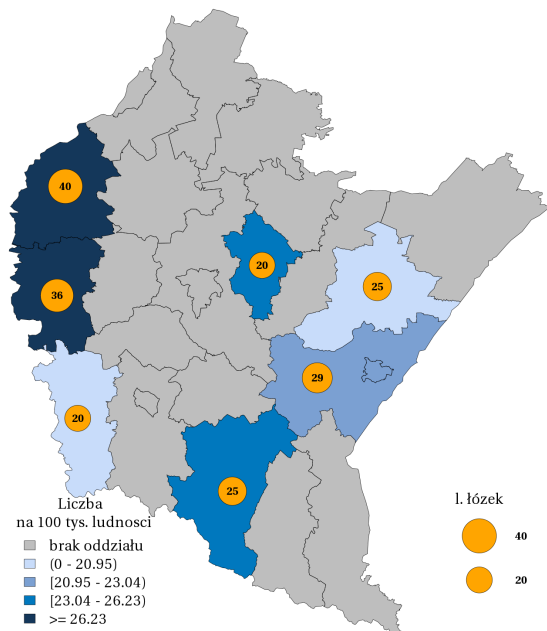 40
20
25
36
29
20
25
Liczba
na 100 tys. ludnosci
brak oddziału
(0 - 20.95)
[20.95 - 23.04)
[23.04 - 26.23)
>= 26.23
l. łózek
40
20